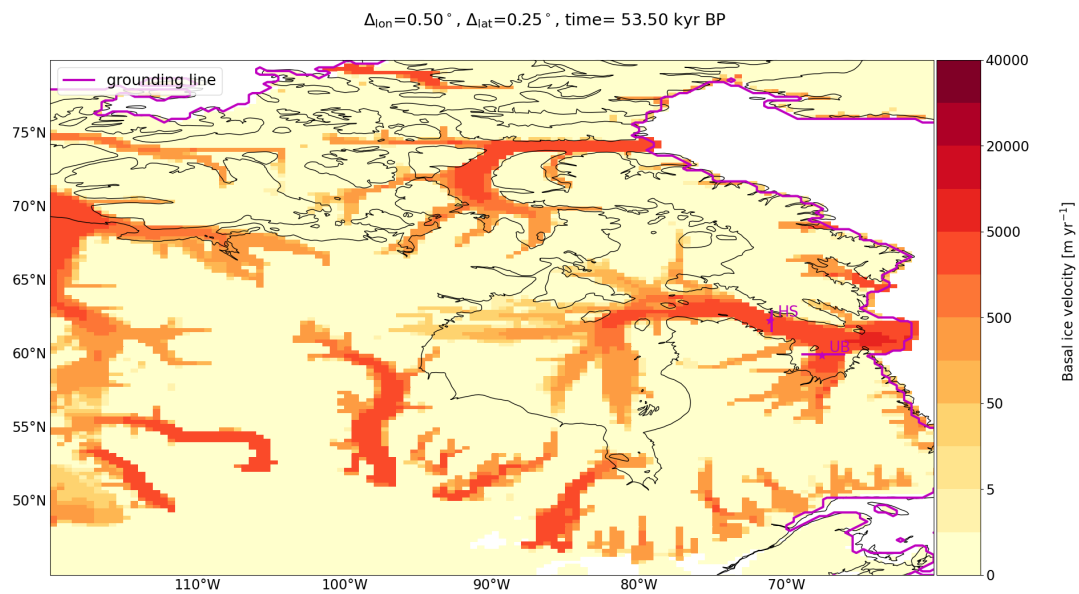 Δlon=0.50°, Δlat=0.25°, time= 53.50 kyr BP
grounding line
75°N
70°N
65°N
60°N
55°N
50°N
110°W
100°W
90°W
80°W
70°W
HS
UB
40000
20000
5000
500
50
5
0
Basal ice velocity [m yr⁻¹]